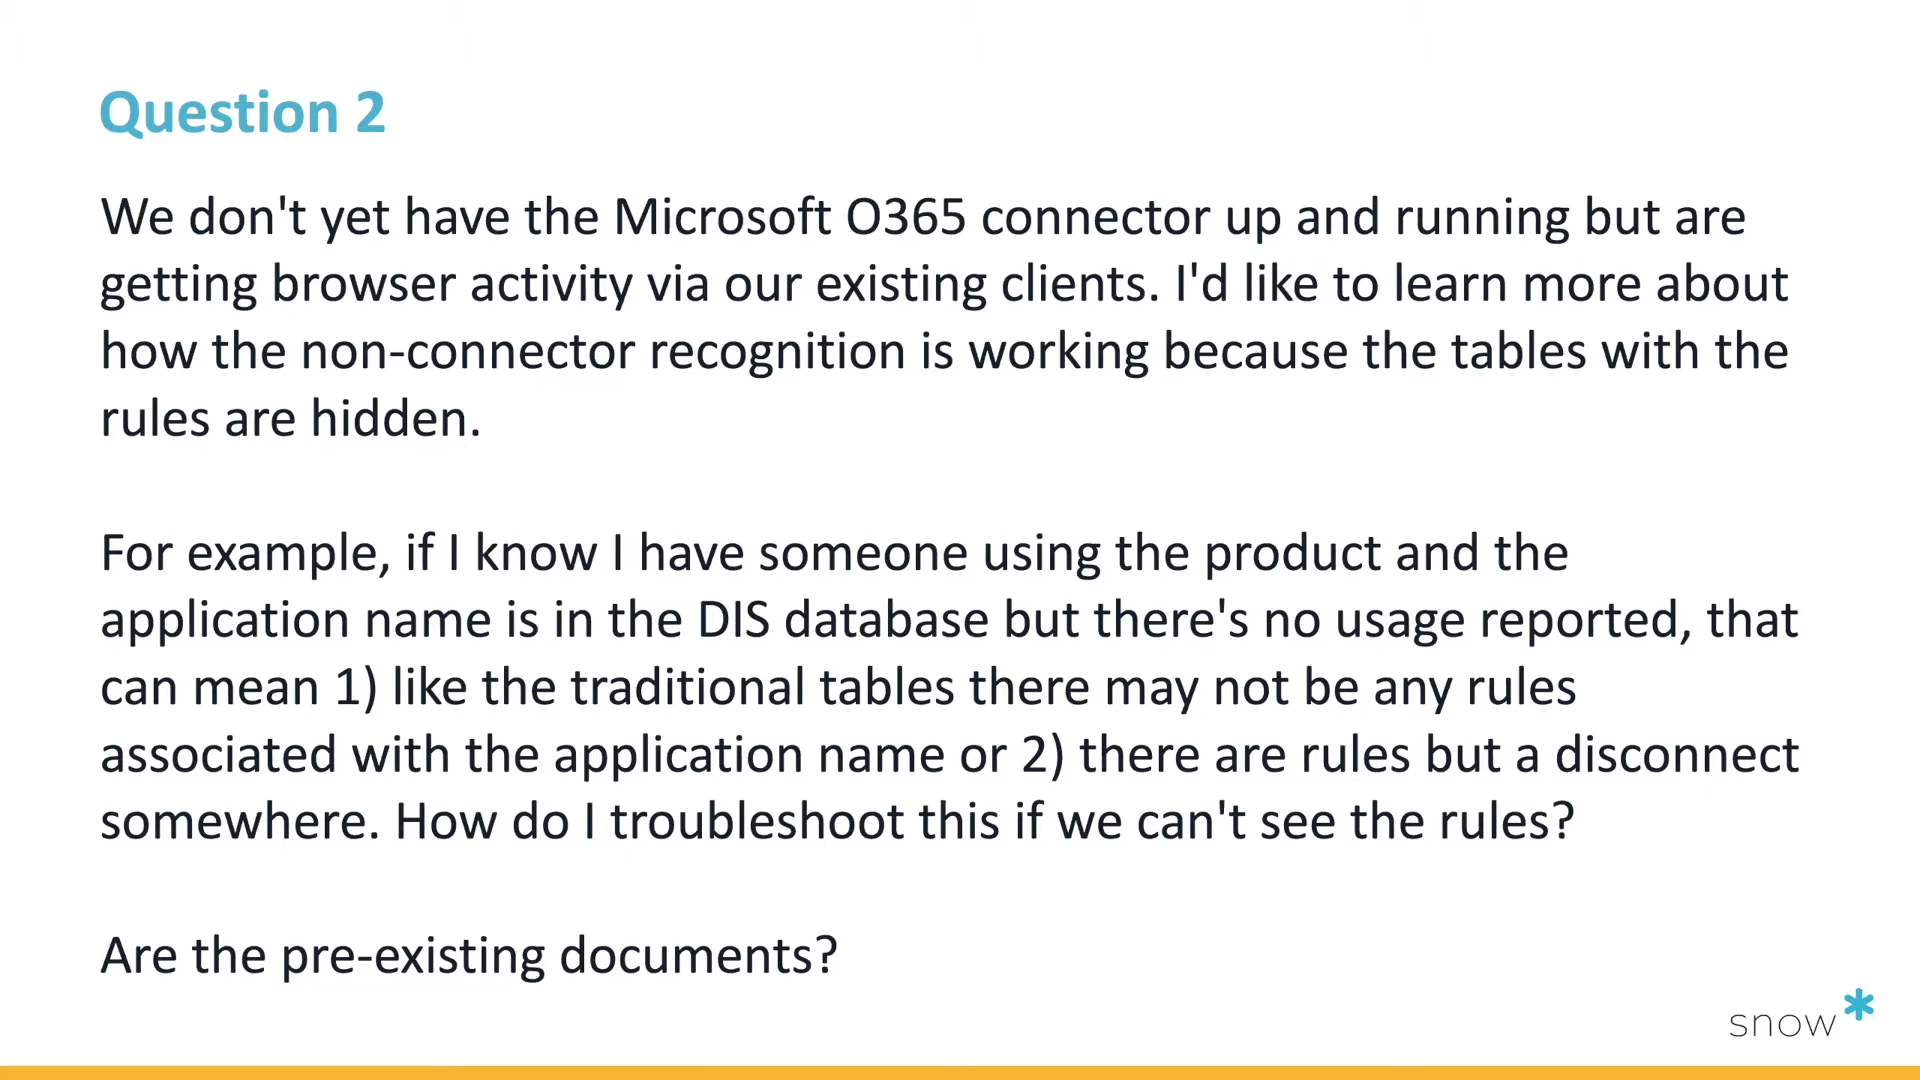 Question 2
We don't yet have the Microsoft O365 connector up and running but are
getting browser activity via our existing clients. I'd like to learn more about
how the non-connector recognition is working because the tables with the
rules are hidden.
For example, if I know I have someone using the product and the
application name is in the DIS database but there's no usage reported, that
can mean 1) like the traditional tables there may not be any rules
associated with the application name or 2) there are rules but a disconnect
somewhere. How do I troubleshoot this if we can't see the rules?
Are the pre-existing documents?
snow*